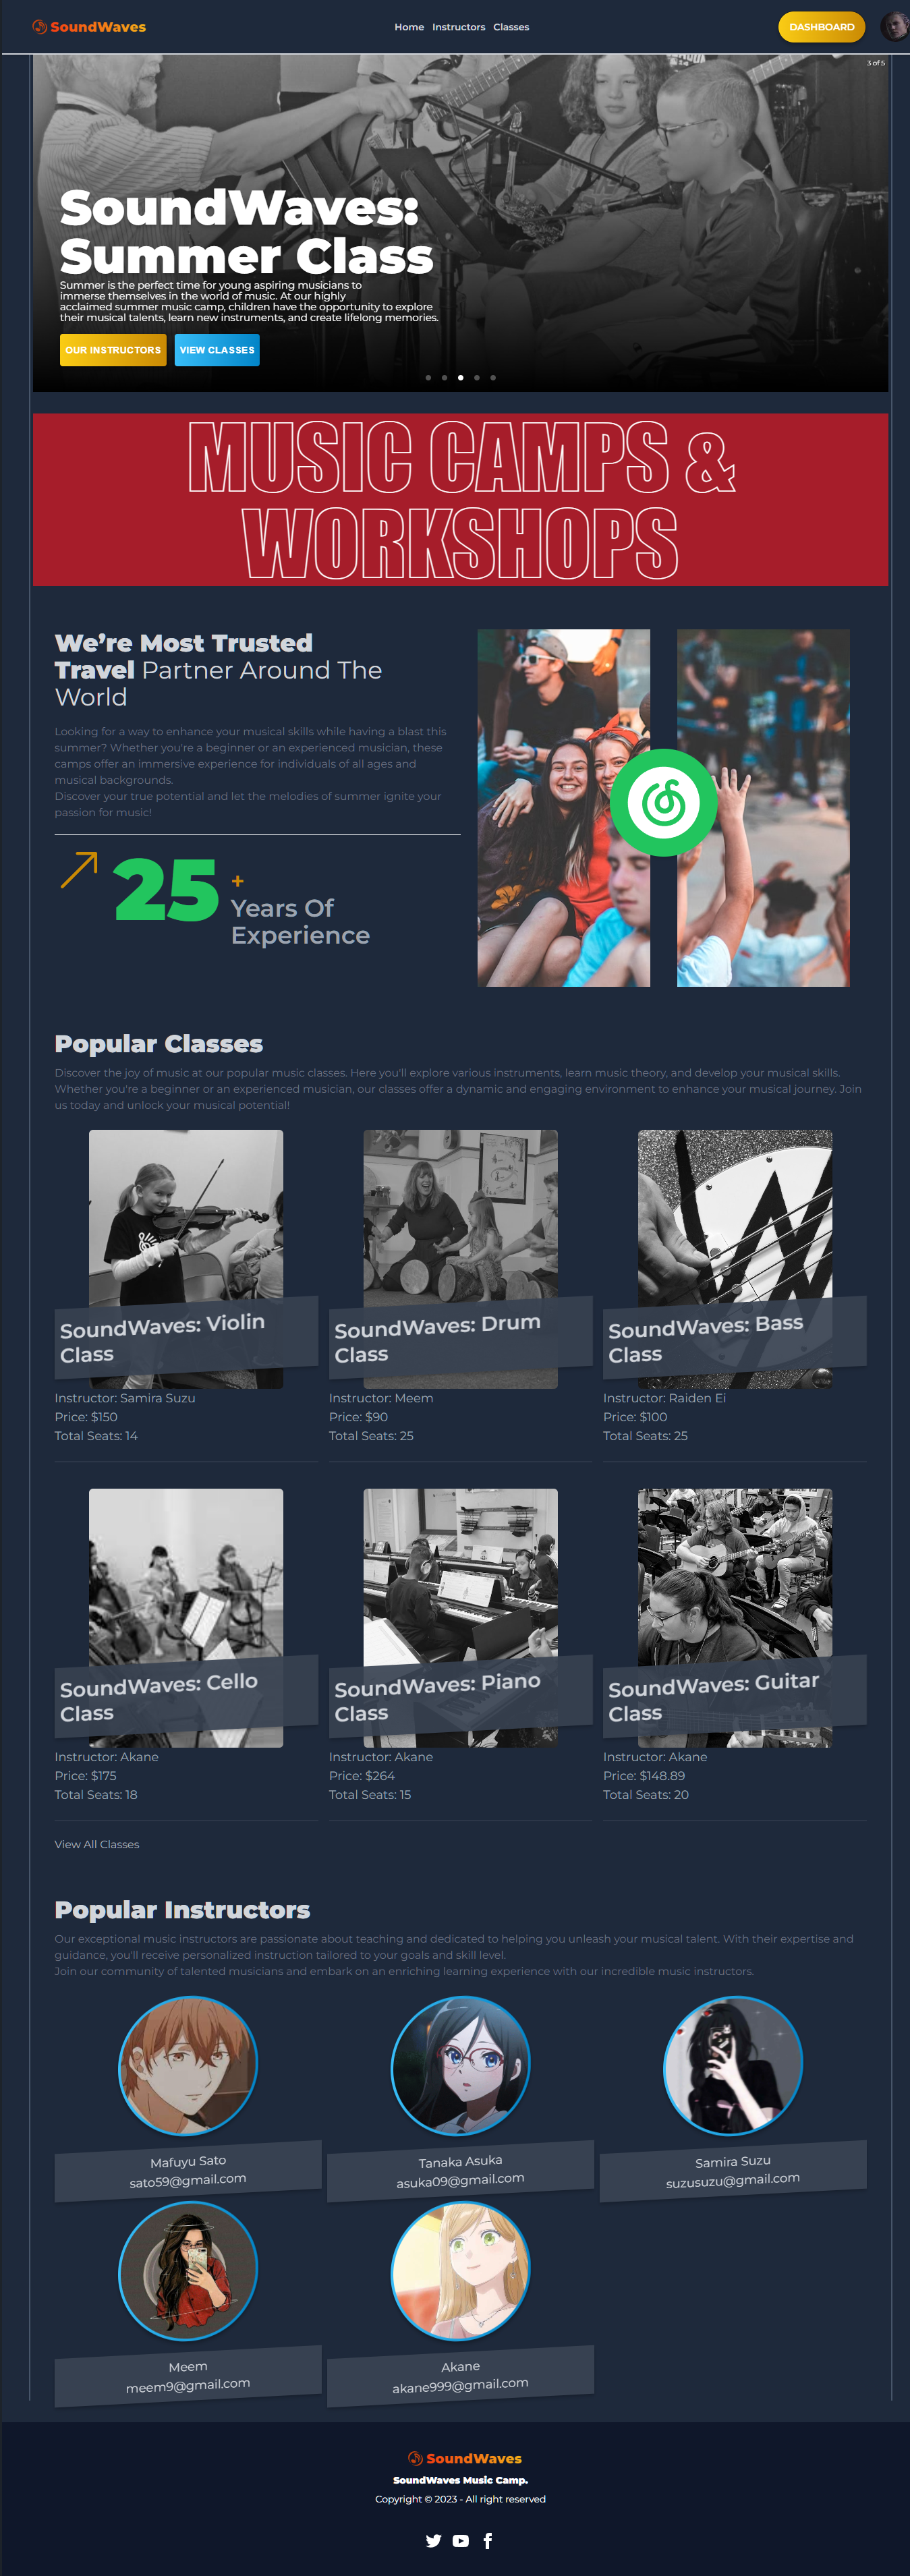 SoundWaves
Home Instructors Classes
DASHBOARD
3 of 5
SoundWaves:
Summer Class
Summer is the perfect time for young aspiring musicians to
immerse themselves in the world of music. At our highly
acclaimed summer music camp, children have the opportunity to explore
their musical talents, learn new instruments, and create lifelong memories.
OUR INSTRUCTORS VIEW CLASSES
MUSIC CAMPS &
WORKSHOPS
We're Most Trusted
Travel Partner Around The
World
Looking for a way to enhance your musical skills while having a blast this
summer? Whether you're a beginner or an experienced musician, these
camps offer an immersive experience for individuals of all ages and
musical backgrounds.
Discover your true potential and let the melodies of summer ignite your
passion for music!
25
+
Years Of
Experience
Popular Classes
Discover the joy of music at our popular music classes. Here you'll explore various instruments, learn music theory, and develop your musical skills.
Whether you're a beginner or an experienced musician, our classes offer a dynamic and engaging environment to enhance your musical journey. Join
us today and unlock your musical potential!
SoundWaves: Violin
Class
Instructor: Samira Suzu
Price: $150
Total Seats: 14
SoundWaves: Drum
Class
Instructor: Meem
Price: $90
Total Seats: 25
SoundWaves: Bass
Class
Instructor: Raiden Ei
Price: $100
Total Seats: 25
SoundWaves: Cello
Class
Instructor: Akane
Price: $175
Total Seats: 18
SoundWaves: Piano
Class
Instructor: Akane
Price: $264
Total Seats: 15
SoundWaves: Guitar
Class
Instructor: Akane
Price: $148.89
Total Seats: 20
View All Classes
Popular Instructors
Our exceptional music instructors are passionate about teaching and dedicated to helping you unleash your musical talent. With their expertise and
guidance, you'll receive personalized instruction tailored to your goals and skill level.
Join our community of talented musicians and embark on an enriching learning experience with our incredible music instructors.
Mafuyu Sato
sato59@gmail.com
Tanaka Asuka
asuka09@gmail.com
Samira Suzu
suzusuzu@gmail.com
Meem
meem9@gmail.com
Akane
akane999@gmail.com
SoundWaves
SoundWaves Music Camp.
Copyright © 2023 - All right reserved